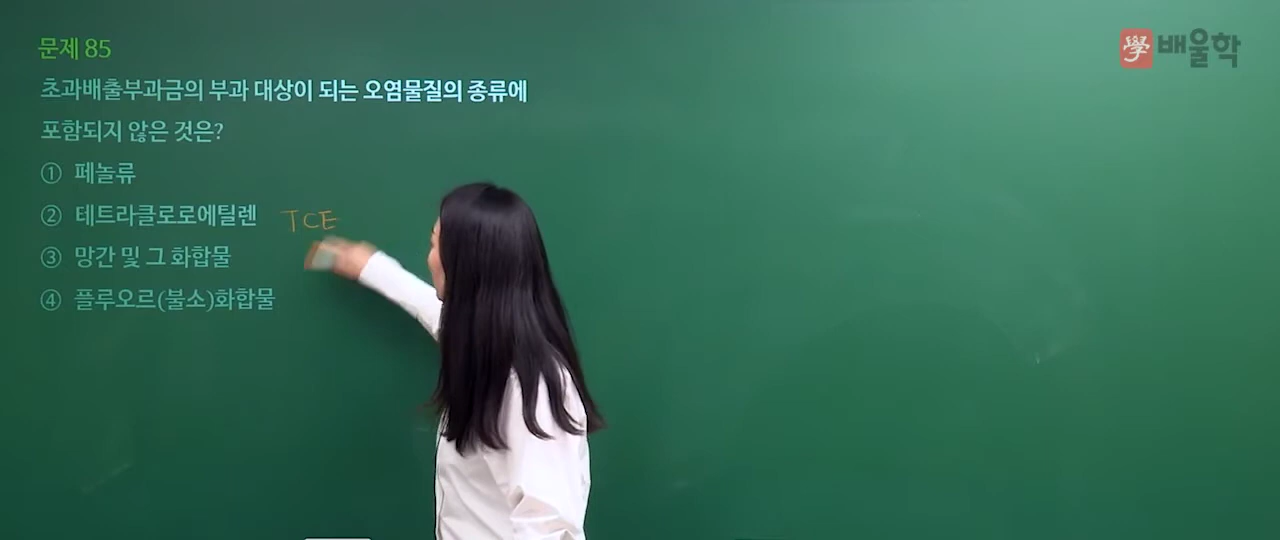 문제 85
學 배울학
초과배출부과금의 부과 대상이 되는 오염물질의 종류에
포함되지 않은 것은?
① 페놀류
② 테트라클로로에틸렌 TCE
③ 망간 및 그 화합물
④ 플루오르(불소)화합물